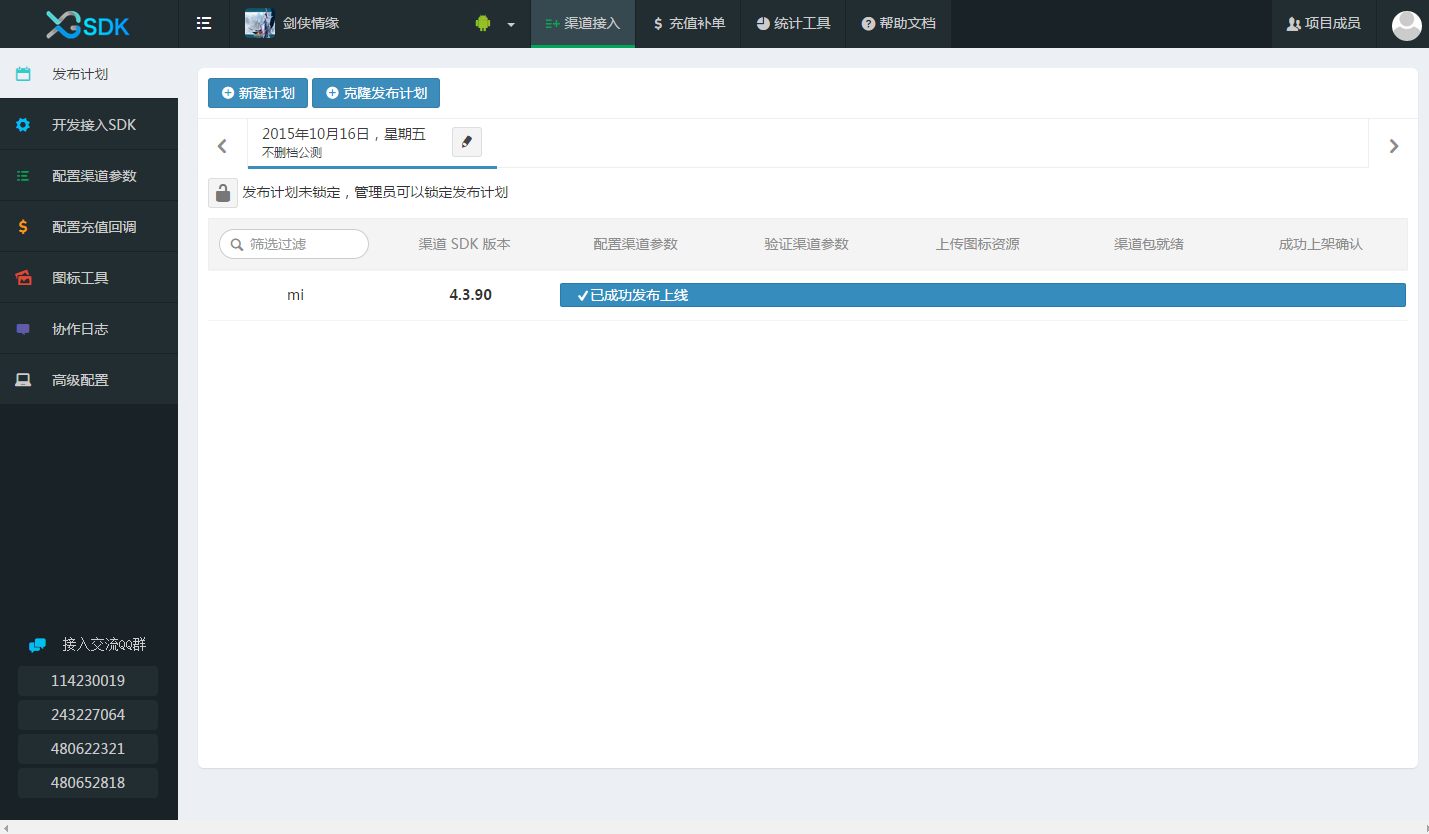 XGSDK
剑侠情缘
渠道接入
充值补单
统计工具
帮助文档
项目成员
发布计划
开发接入SDK
配置渠道参数
配置充值回调
图标工具
协作日志
高级配置
接入交流QQ群
114230019
243227064
480622321
480652818
新建计划
克隆发布计划
2015年10月16日，星期五
不删档公测
发布计划未锁定，管理员可以锁定发布计划
筛选过滤
渠道 SDK 版本
配置渠道参数
验证渠道参数
上传图标资源
渠道包就绪
成功上架确认
mi
4.3.90
已成功发布上线